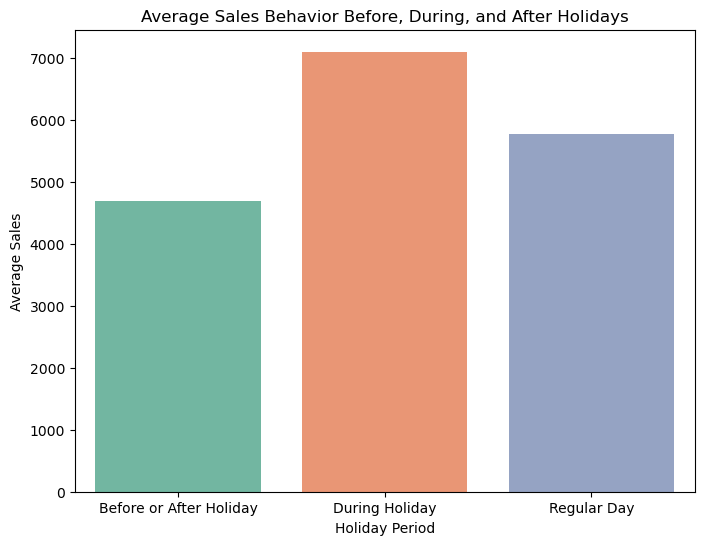 Average Sales Behavior Before, During, and After Holidays
7000
6000
5000
4000
3000
2000
1000
0
Average Sales
Before or After Holiday
During Holiday
Regular Day
Holiday Period